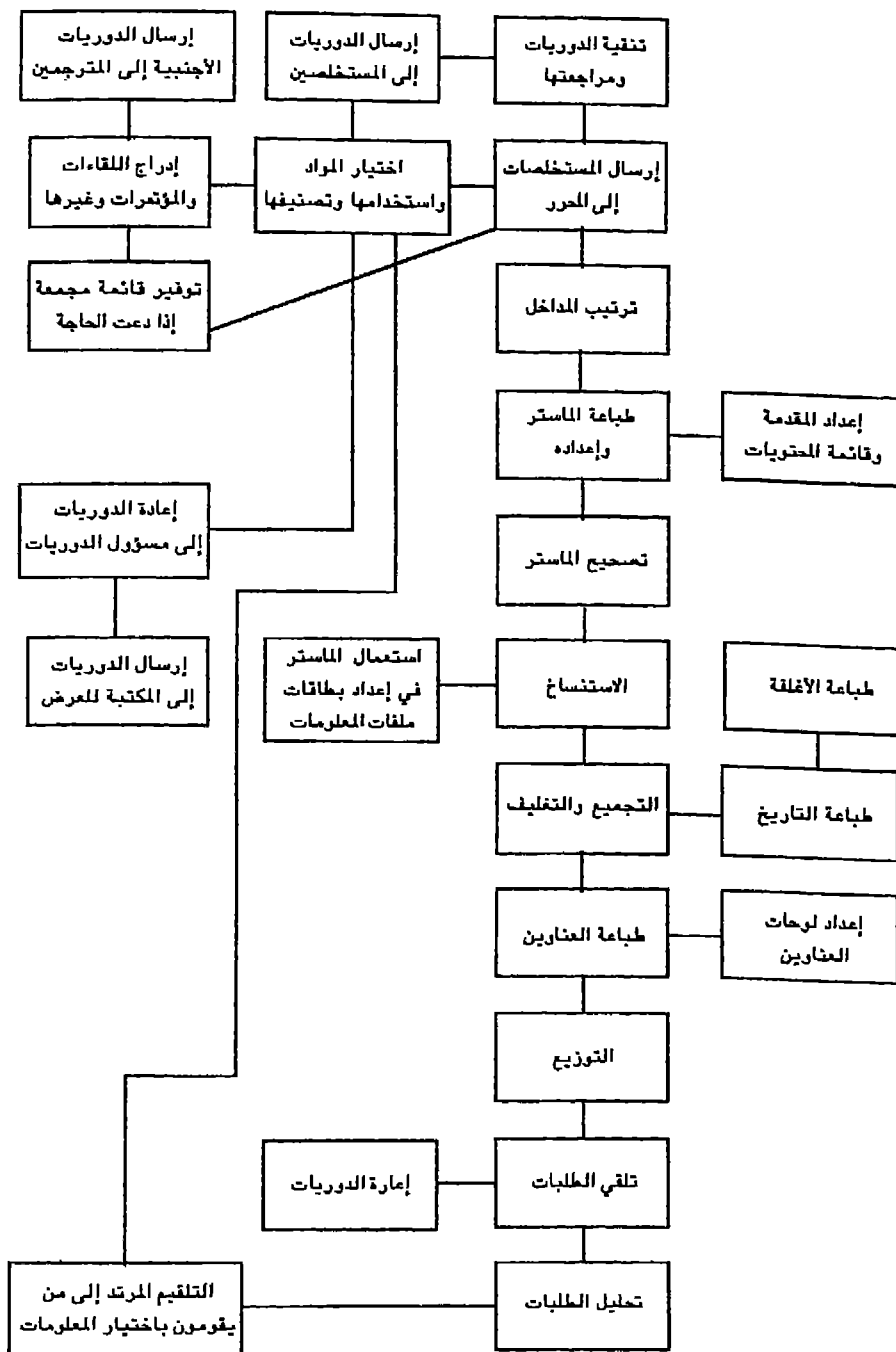 تنقية الدوريات
ومراجعتها
إرسال الدوريات
إلى المستخلصين
إرسال الدوريات
الأجنبية إلى المترجمين
إرسال المستخلصات
إلى المحرر
اختيار المواد
واستخدامها وتصنيفها
إدراج اللقاءات
والمؤتمرات وغيرها
توفير قائمة مجمعة
إذا دعت الحاجة
ترتيب المداخل
إعداد المقدمة
وقائمة المحتويات
طباعة الماستر
وإعداده
إعادة الدوريات
إلى مسؤول الدوريات
تصحيح الماستر
إرسال الدوريات
إلى المكتبة للعرض
طباعة الأغلفة
الاستنساخ
استعمال الماستر
في إعداد بطاقات
ملفات المعلومات
طباعة التاريخ
التجميع والتغليف
إعداد لوحات
العناوين
طباعة العناوين
التوزيع
تلقي الطلبات
إعارة الدوريات
تحليل الطلبات
التلقيم المرتد إلى من
يقومون باختيار المعلومات